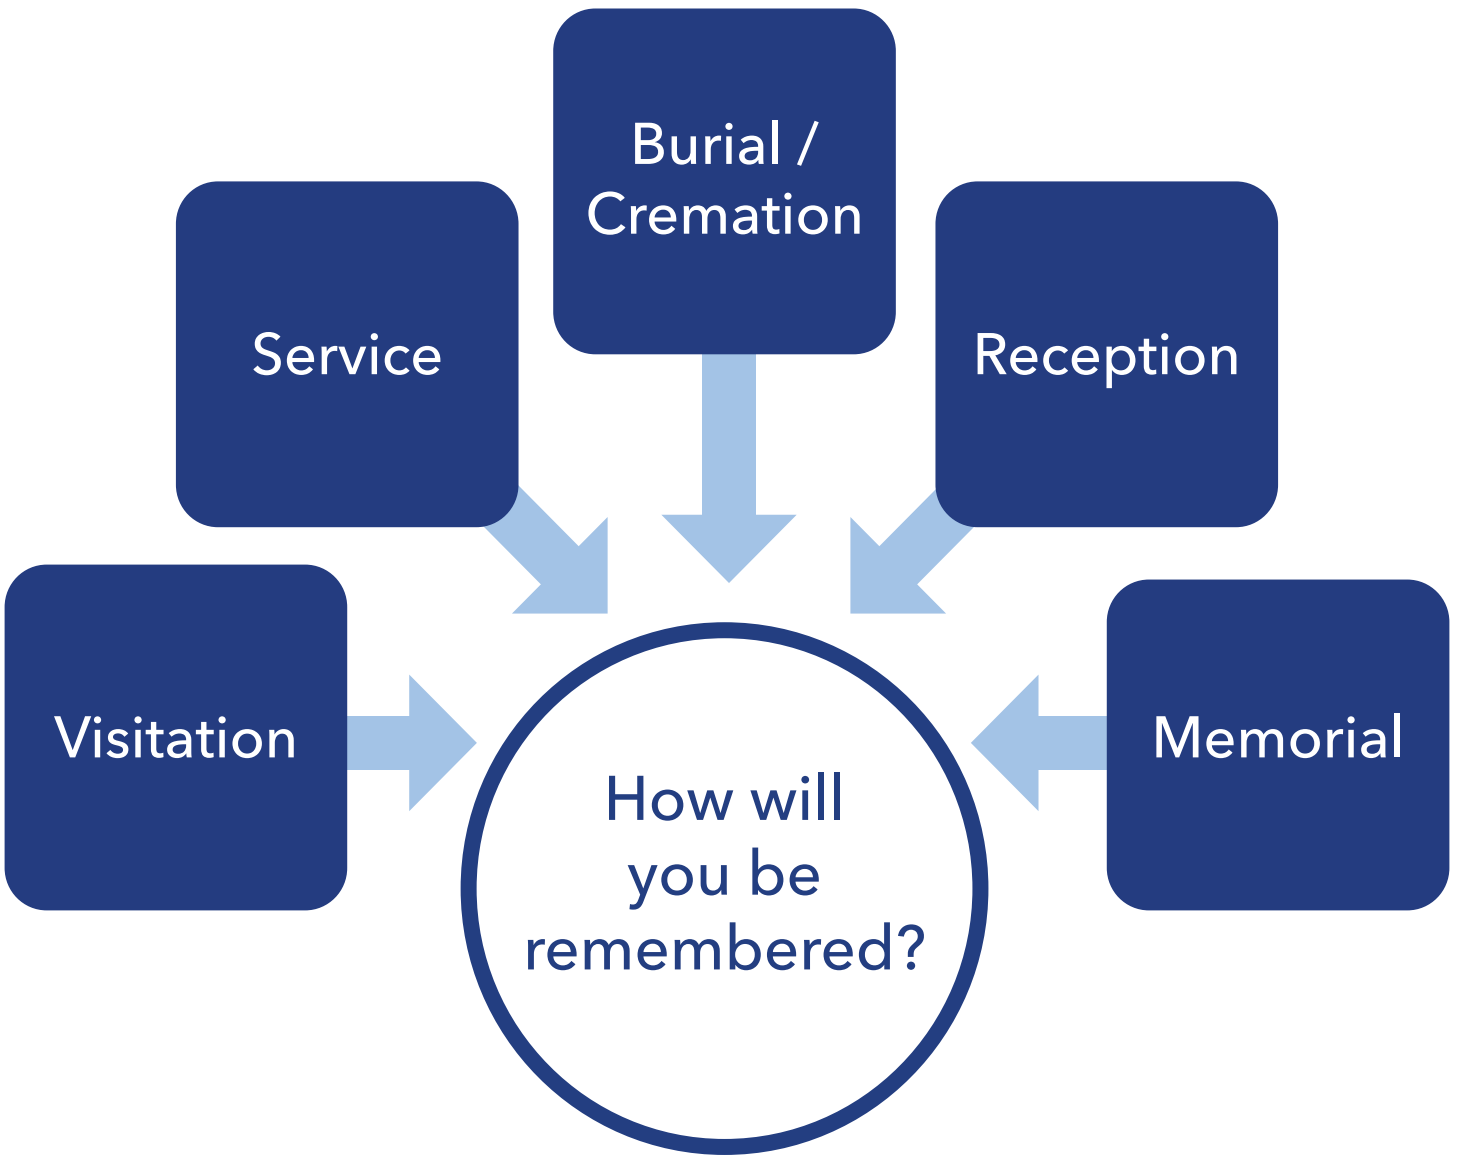 Burial /
Cremation
Service
Reception
Visitation
Memorial
How will
you be
remembered?